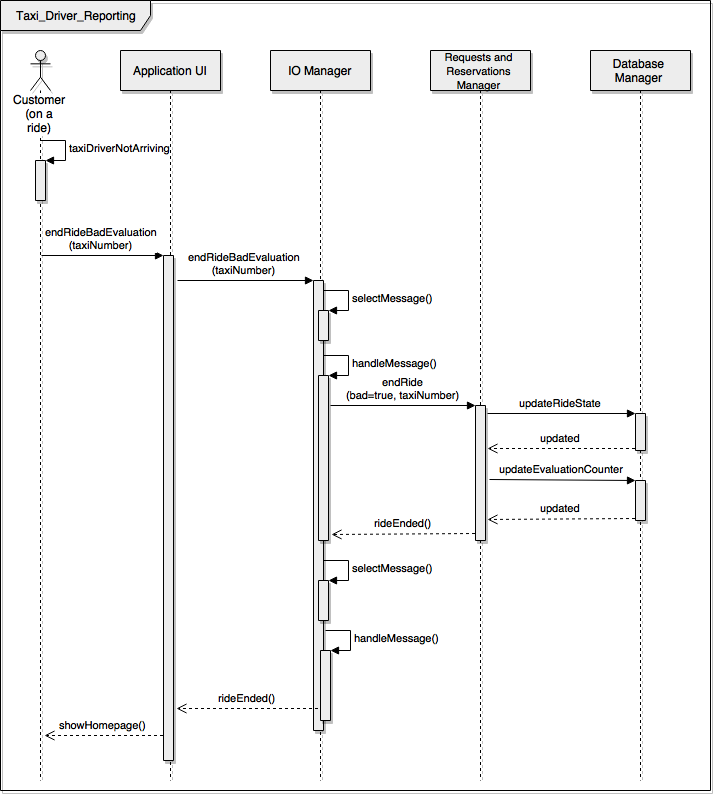 Taxi_Driver_Reporting
Customer
(on a
ride)
Application UI
IO Manager
Requests and
Reservations
Manager
Database
Manager
taxiDriverNotArriving
endRideBadEvaluation
(taxiNumber)
endRideBadEvaluation
(taxiNumber)
selectMessage()
handleMessage()
endRide
(bad=true, taxiNumber)
updateRideState
updated
updateEvaluationCounter
updated
rideEnded()
selectMessage()
handleMessage()
rideEnded()
showHomepage()